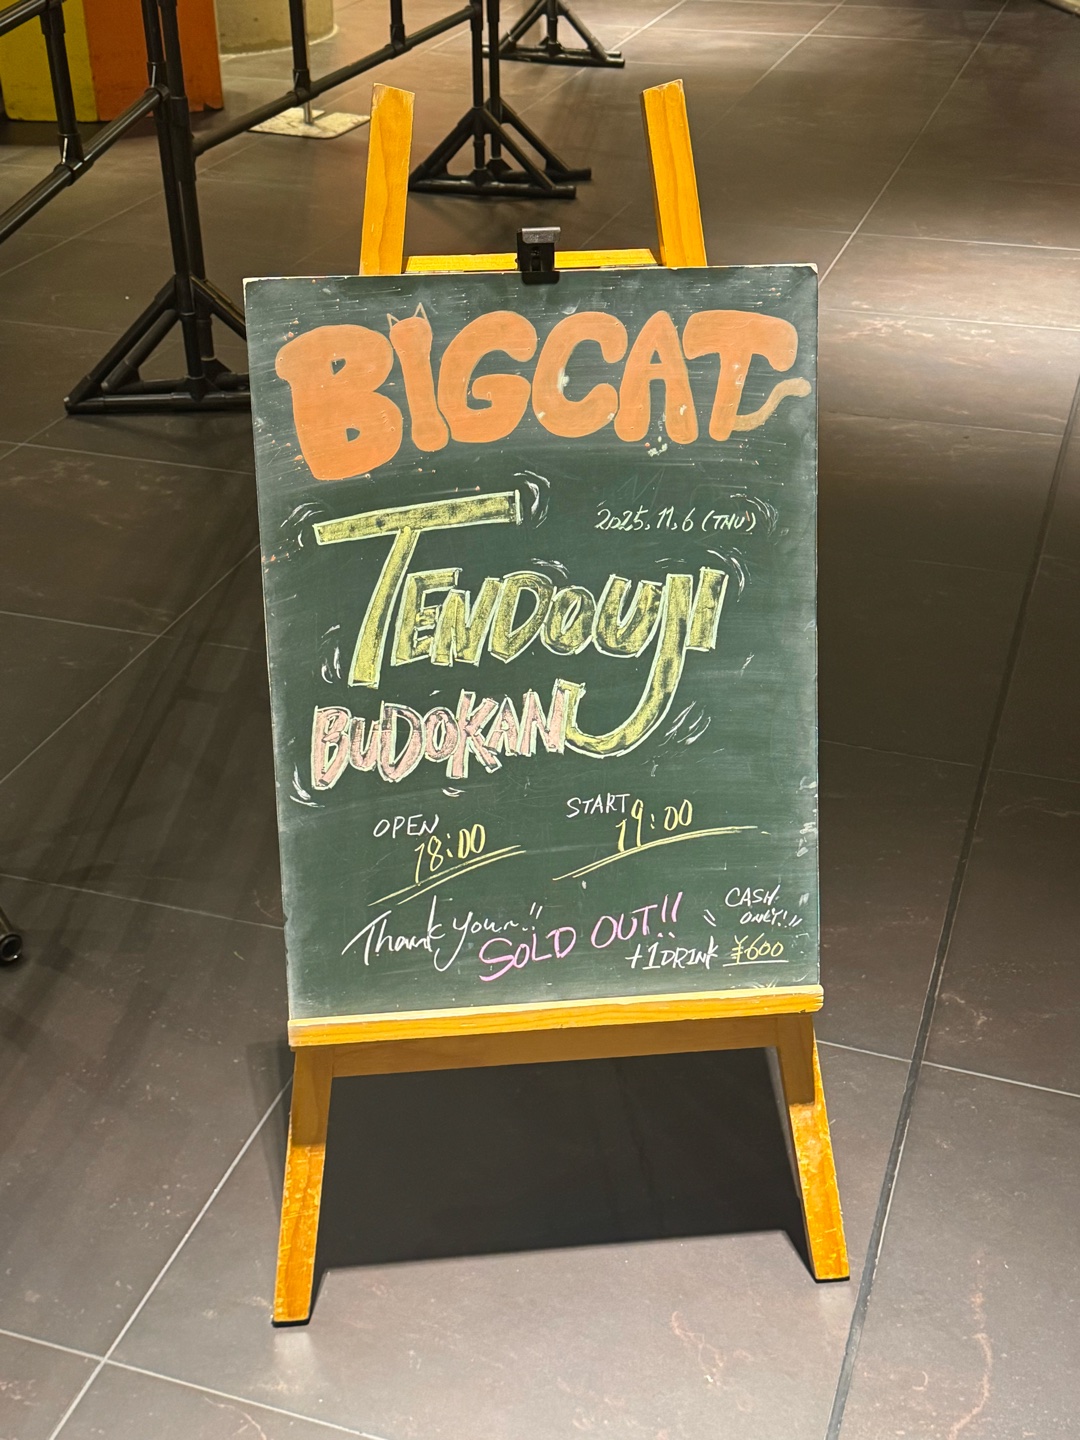 BIGCAT
2025.11.6 (THU)
TENDOUJI
BUDOKAN
OPEN
18:00
START
19:00
Thank you~!!
SOLD OUT!!
CASH
ONLY!!
+1DRINK ¥600